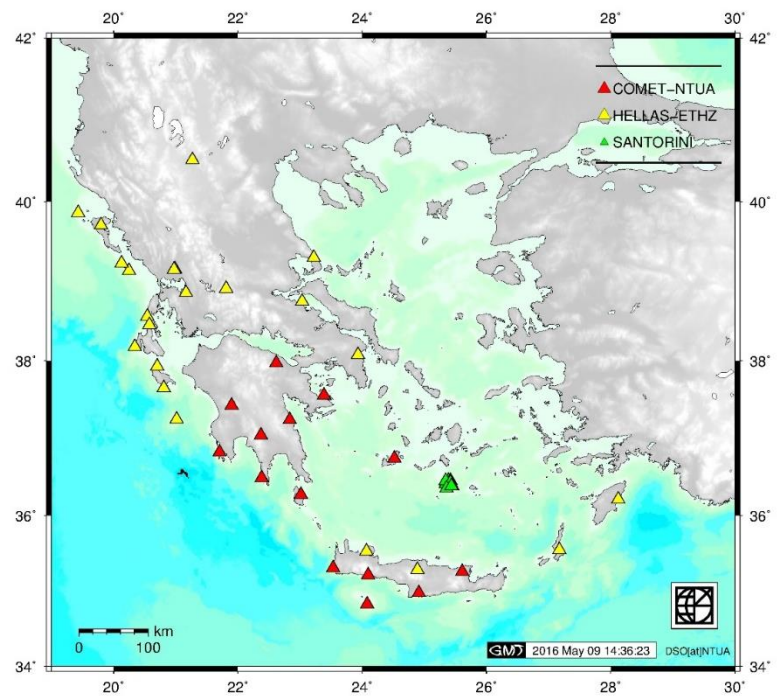 20° 22° 24° 26° 28° 30°
42° 42°
COMET−NTUA
HELLAS−ETHZ
SANTORINI
40° 40°
38° 38°
36° 36°
km
0 100
GMT 2016 May 09 14:36:23 DSO[at]NTUA
34° 34°
20° 22° 24° 26° 28° 30°